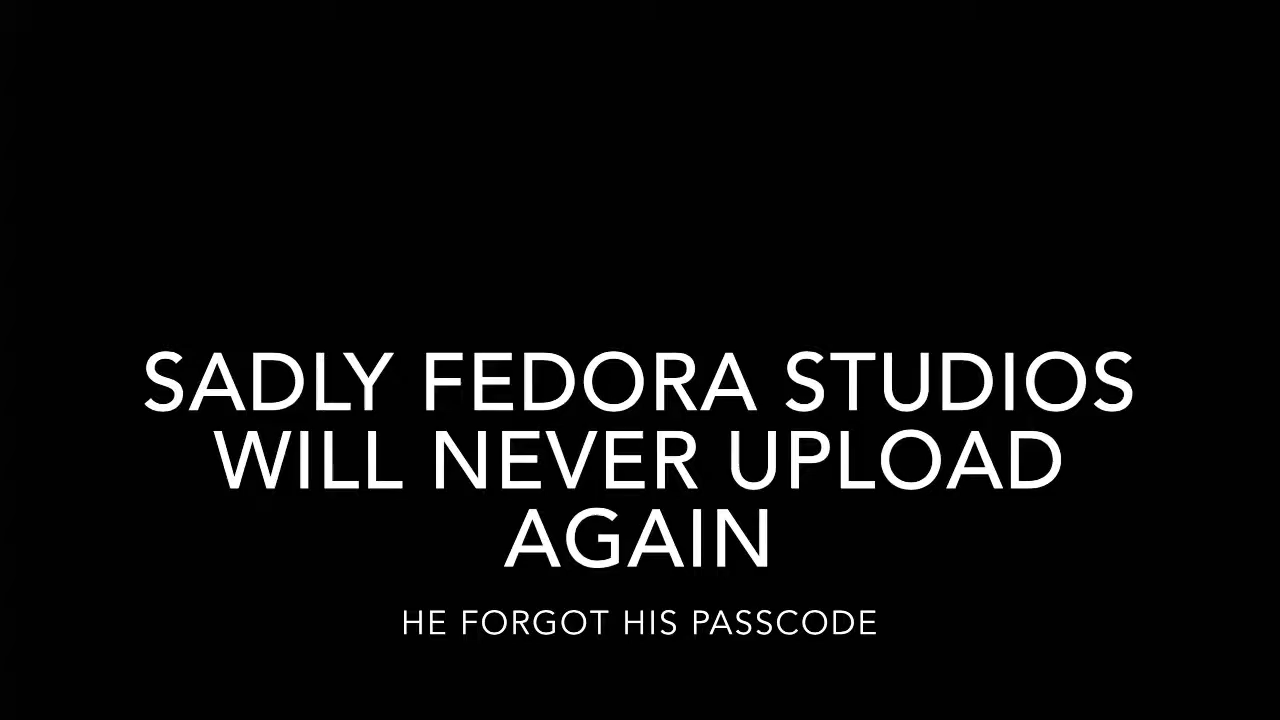 SADLY FEDORA STUDIOS
WILL NEVER UPLOAD
AGAIN
HE FORGOT HIS PASSCODE